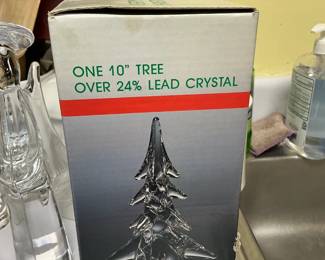 ONE 10" TREE
OVER 24% LEAD CRYSTAL